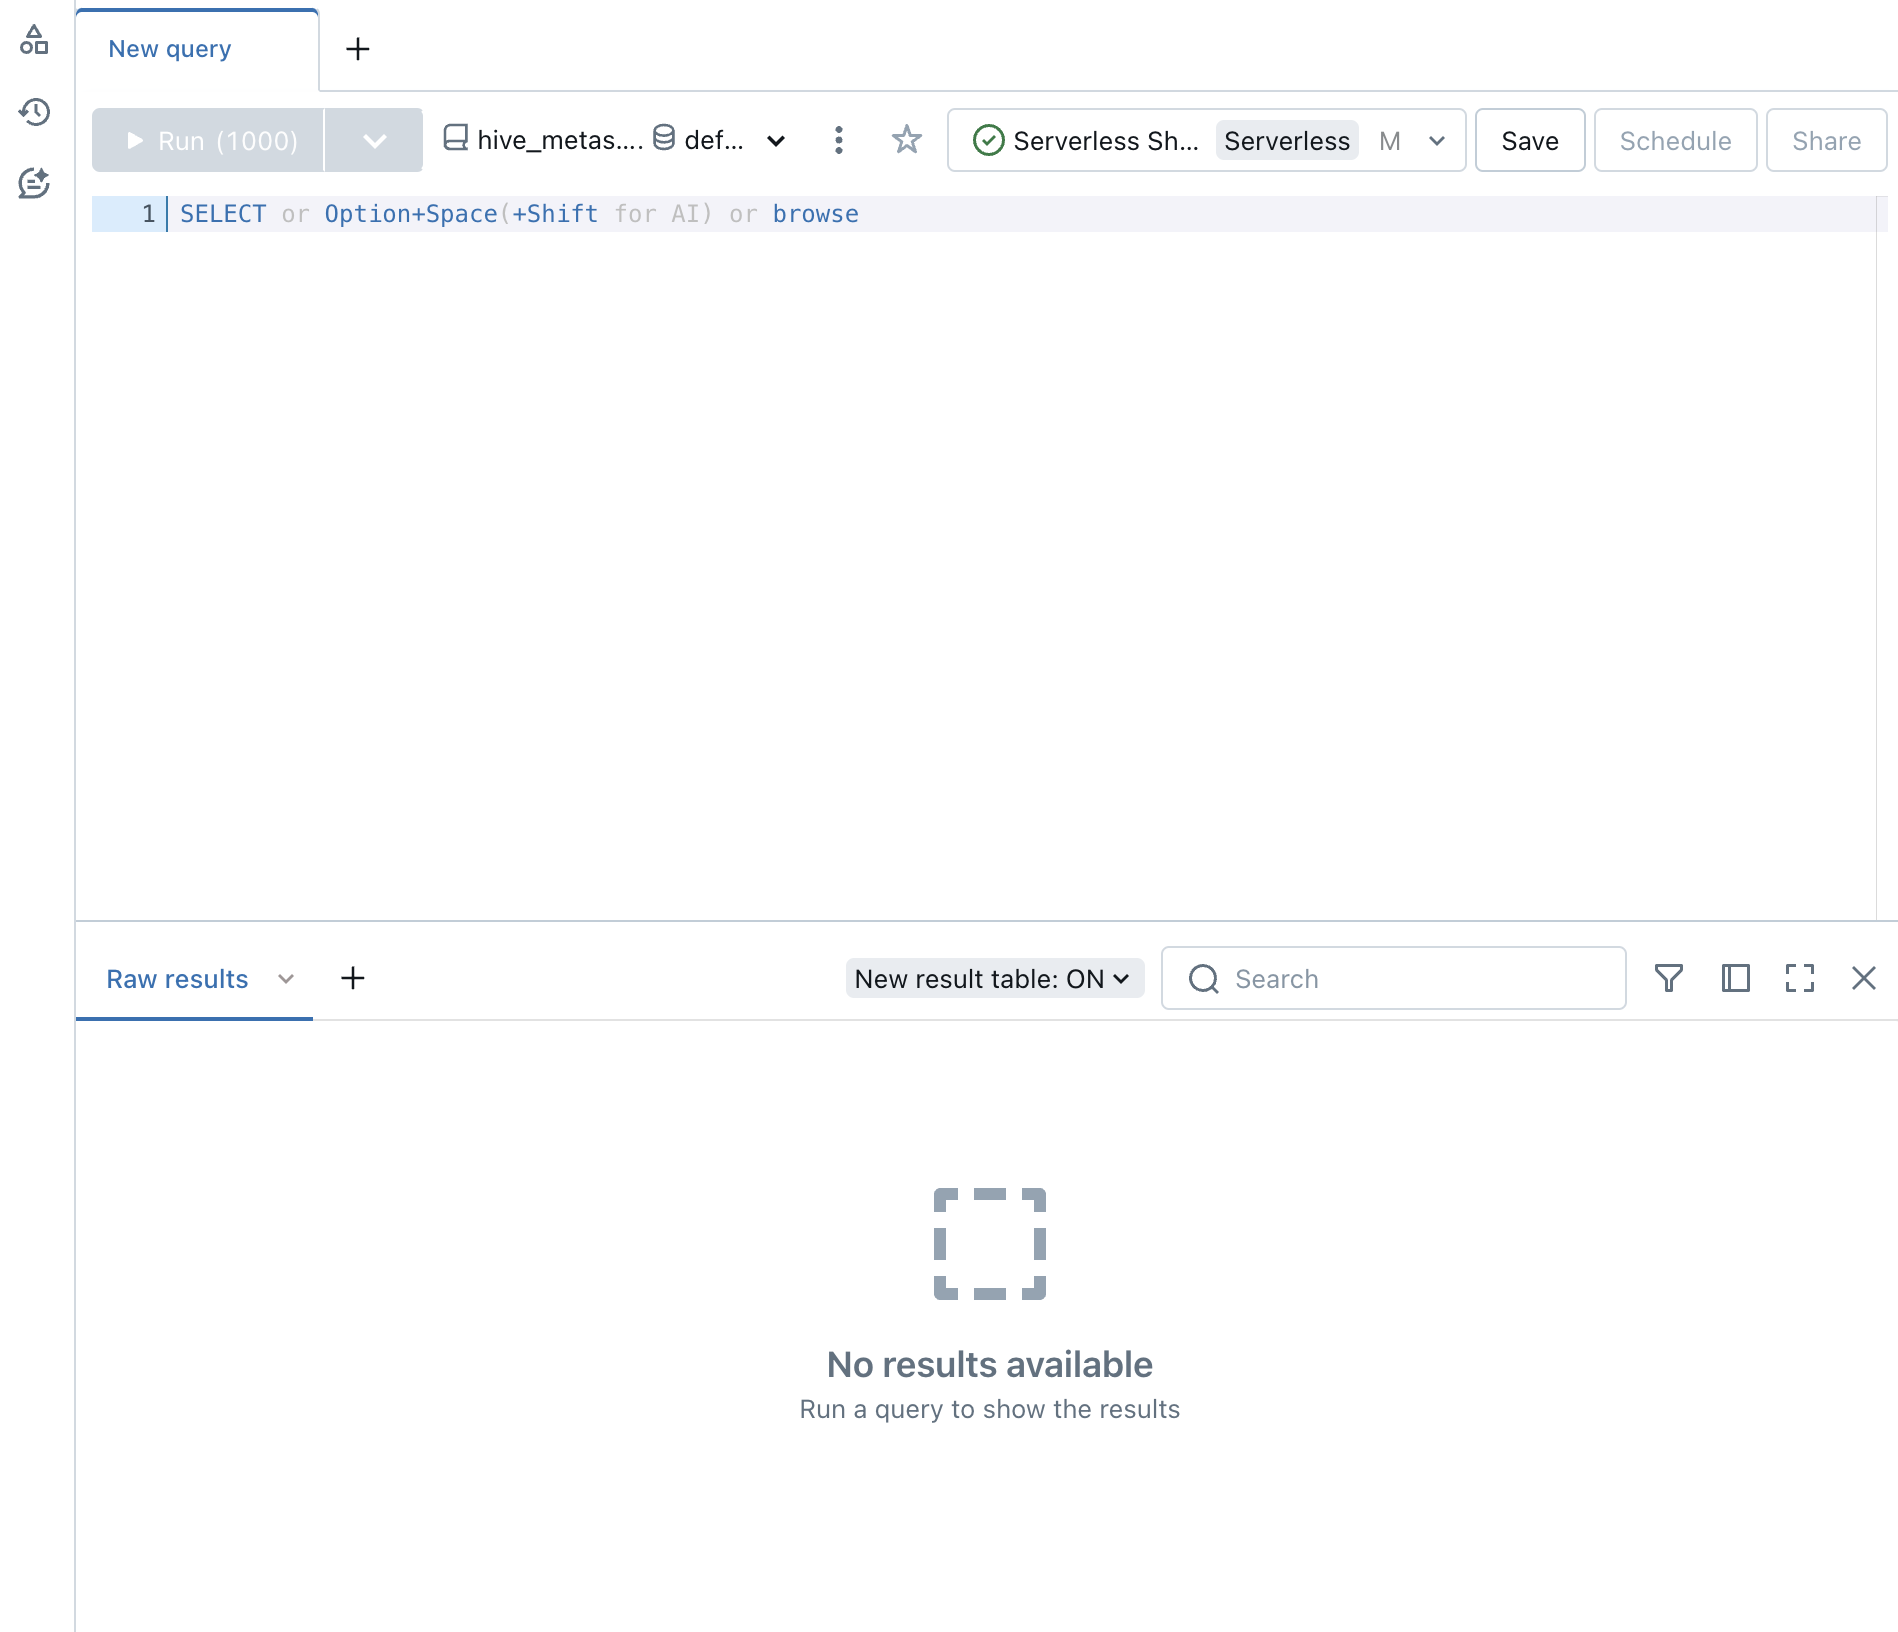 New query
Run (1000)
hive_metas.... def...
Serverless Sh... Serverless M
Save
Schedule
Share
1 SELECT or Option+Space(+Shift for AI) or browse
Raw results
New result table: ON
Search
No results available
Run a query to show the results